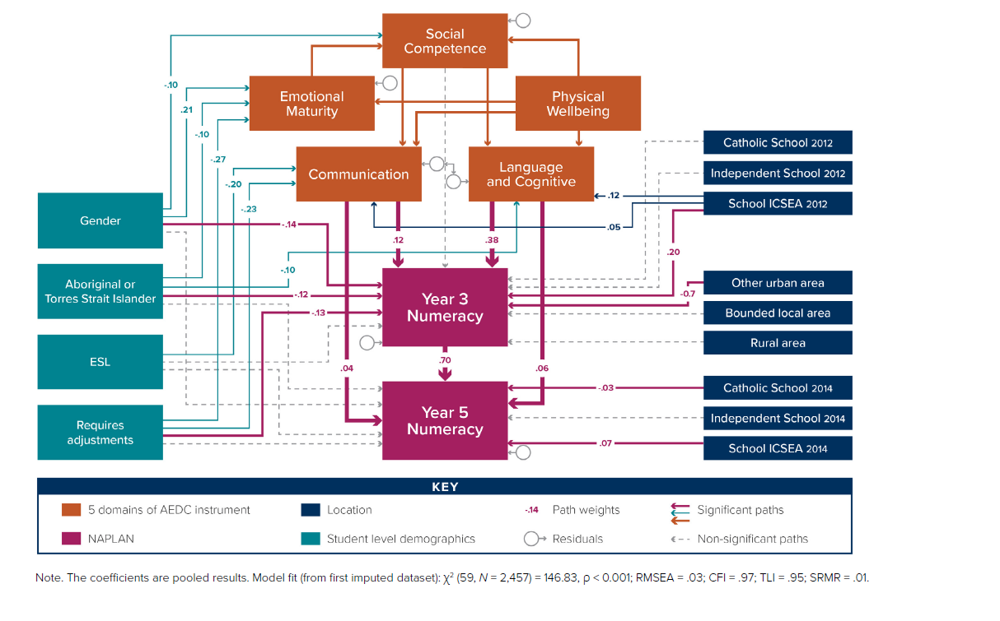 Social
Competence
-.10
Emotional
Maturity
Physical
Wellbeing
.21
-.10
Catholic School 2012
-.27
Communication
Language
and Cognitive
Independent School 2012
-.20
.12
School ICSEA 2012
-.23
Gender
-.14
.05
.12
.38
.20
-.10
Aboriginal or
Torres Strait Islander
-.12
Year 3
Numeracy
Other urban area
-0.7
-.13
Bounded local area
Rural area
ESL
.04
.70
.06
-.03
Catholic School 2014
Year 5
Numeracy
Independent School 2014
Requires
adjustments
.07
School ICSEA 2014
KEY
5 domains of AEDC instrument
Location
-.14 Path weights
Significant paths
NAPLAN
Student level demographics
Residuals
Non-significant paths
Note. The coefficients are pooled results. Model fit (from first imputed dataset): χ² (59, N = 2,457) = 146.83, ρ < 0.001; RMSEA = .03; CFI = .97; TLI = .95; SRMR = .01.